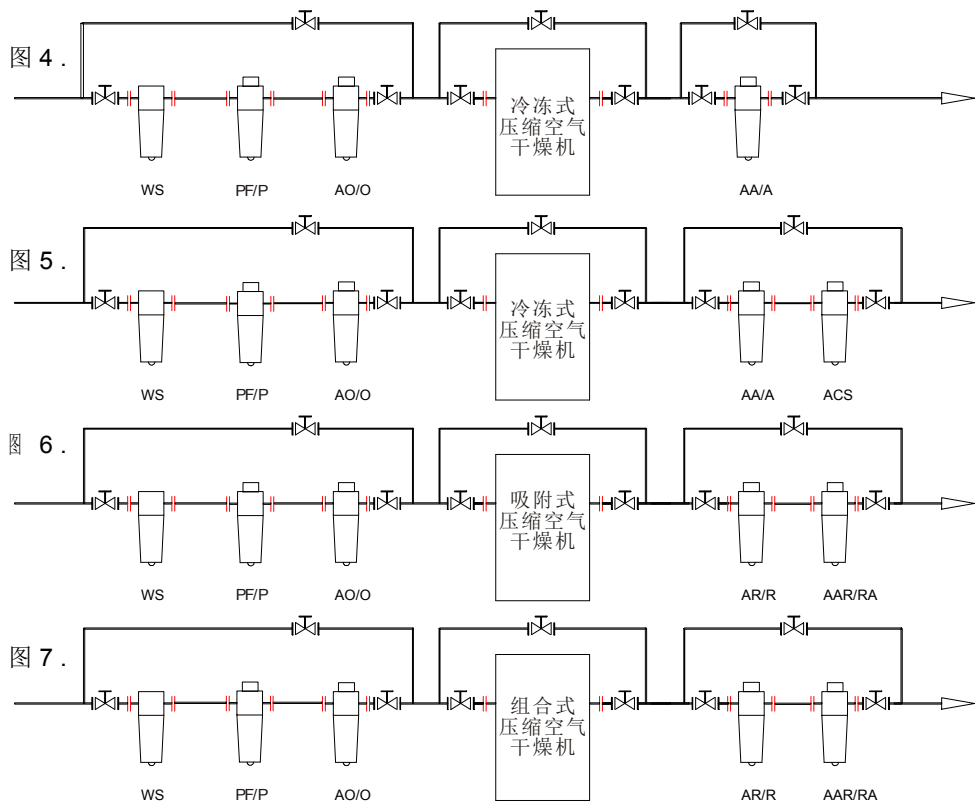 图 4 .
冷冻式
压缩空气
干燥机
WS PF/P AO/O AA/A
图 5 .
冷冻式
压缩空气
干燥机
WS PF/P AO/O AA/A ACS
图 6 .
吸附式
压缩空气
干燥机
WS PF/P AO/O AR/R AAR/RA
图 7 .
组合式
压缩空气
干燥机
WS PF/P AO/O AR/R AAR/RA